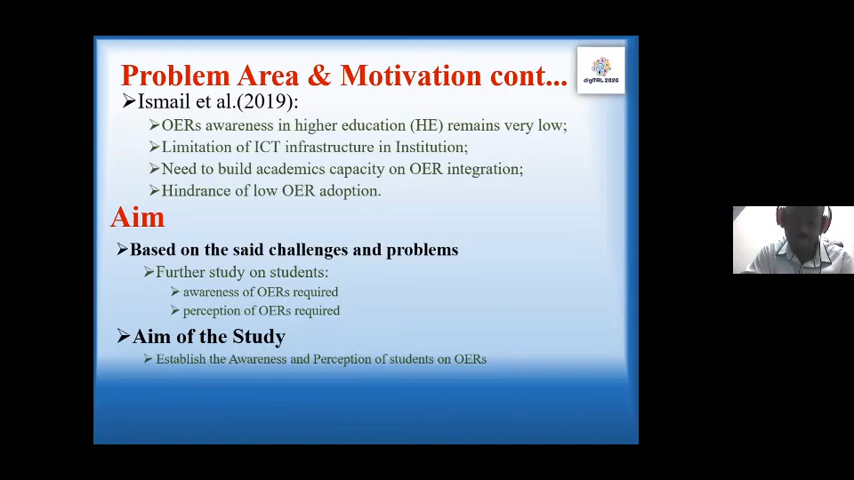 Problem Area & Motivation cont...
digiTAL 2020
➢Ismail et al.(2019):
➢OERs awareness in higher education (HE) remains very low;
➢Limitation of ICT infrastructure in Institution;
➢Need to build academics capacity on OER integration;
➢Hindrance of low OER adoption.
Aim
➢Based on the said challenges and problems
➢Further study on students:
➢awareness of OERs required
➢perception of OERs required
➢Aim of the Study
➢Establish the Awareness and Perception of students on OERs